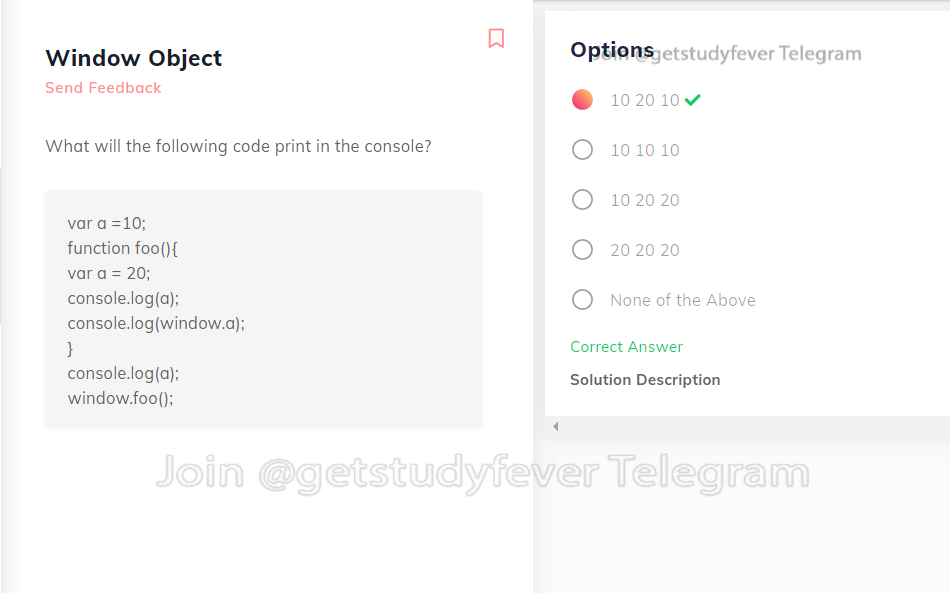 Window Object
Send Feedback
What will the following code print in the console?
var a =10;
function foo(){
var a = 20;
console.log(a);
console.log(window.a);
}
console.log(a);
window.foo();
Options
Join @getstudyfever Telegram
10 20 10
10 10 10
10 20 20
20 20 20
None of the Above
Correct Answer
Solution Description
Join @getstudyfever Telegram